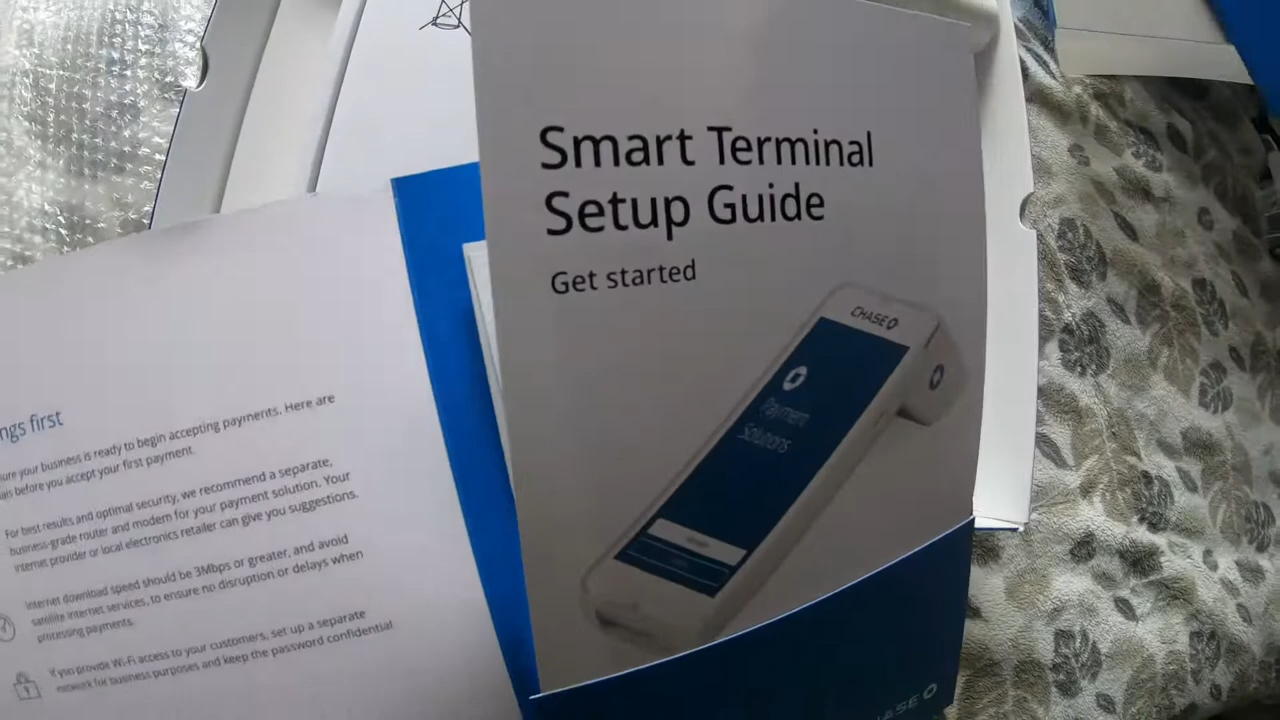 Smart Terminal
Setup Guide
Get started
CHASE
Payment
Solutions
ngs first
ure your business is ready to begin accepting payments. Here are
before you accept your first payment.
For best results and optimal security, we recommend a separate,
business-grade router and modem for your payment solution. Your
internet provider or local electronics retailer can give you suggestions.
Internet download speed should be 3Mbps or greater, and avoid
satellite internet services, to ensure no disruption or delays when
processing payments.
If you provide Wi-Fi access to your customers, set up a separate
network for business purposes and keep the password confidential
HASE